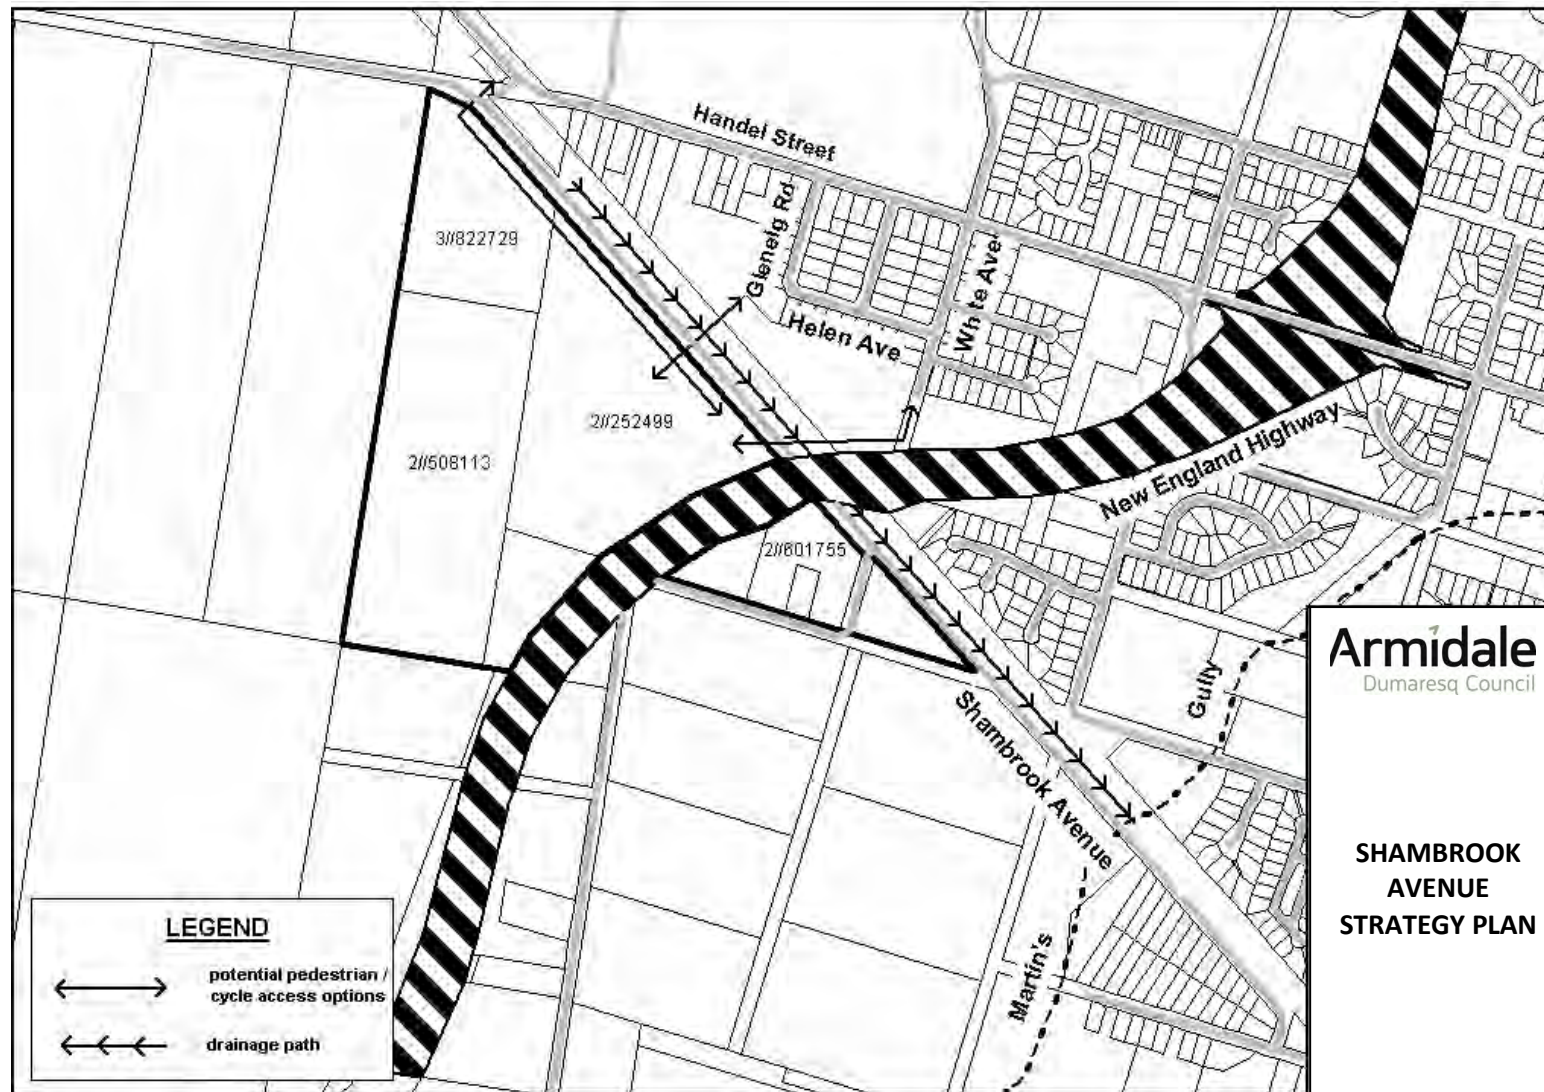 Handel Street
Glenelg Rd
White Ave
Helen Ave
3//822729
2//252499
2//508113
New England Highway
2//801755
Gully
Shambrook Avenue
Martin's
Armidale
Dumaresq Council
SHAMBROOK
AVENUE
STRATEGY PLAN
LEGEND
potential pedestrian /
cycle access options
drainage path